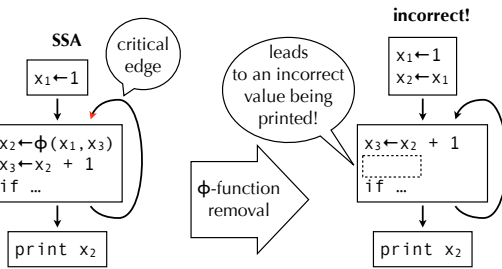 SSA
critical
edge
x1←1
x2←ϕ(x1,x3)
x3←x2 + 1
if …
print x2
ϕ-function
removal
leads
to an incorrect
value being
printed!
incorrect!
x1←1
x2←x1
x3←x2 + 1
if …
print x2